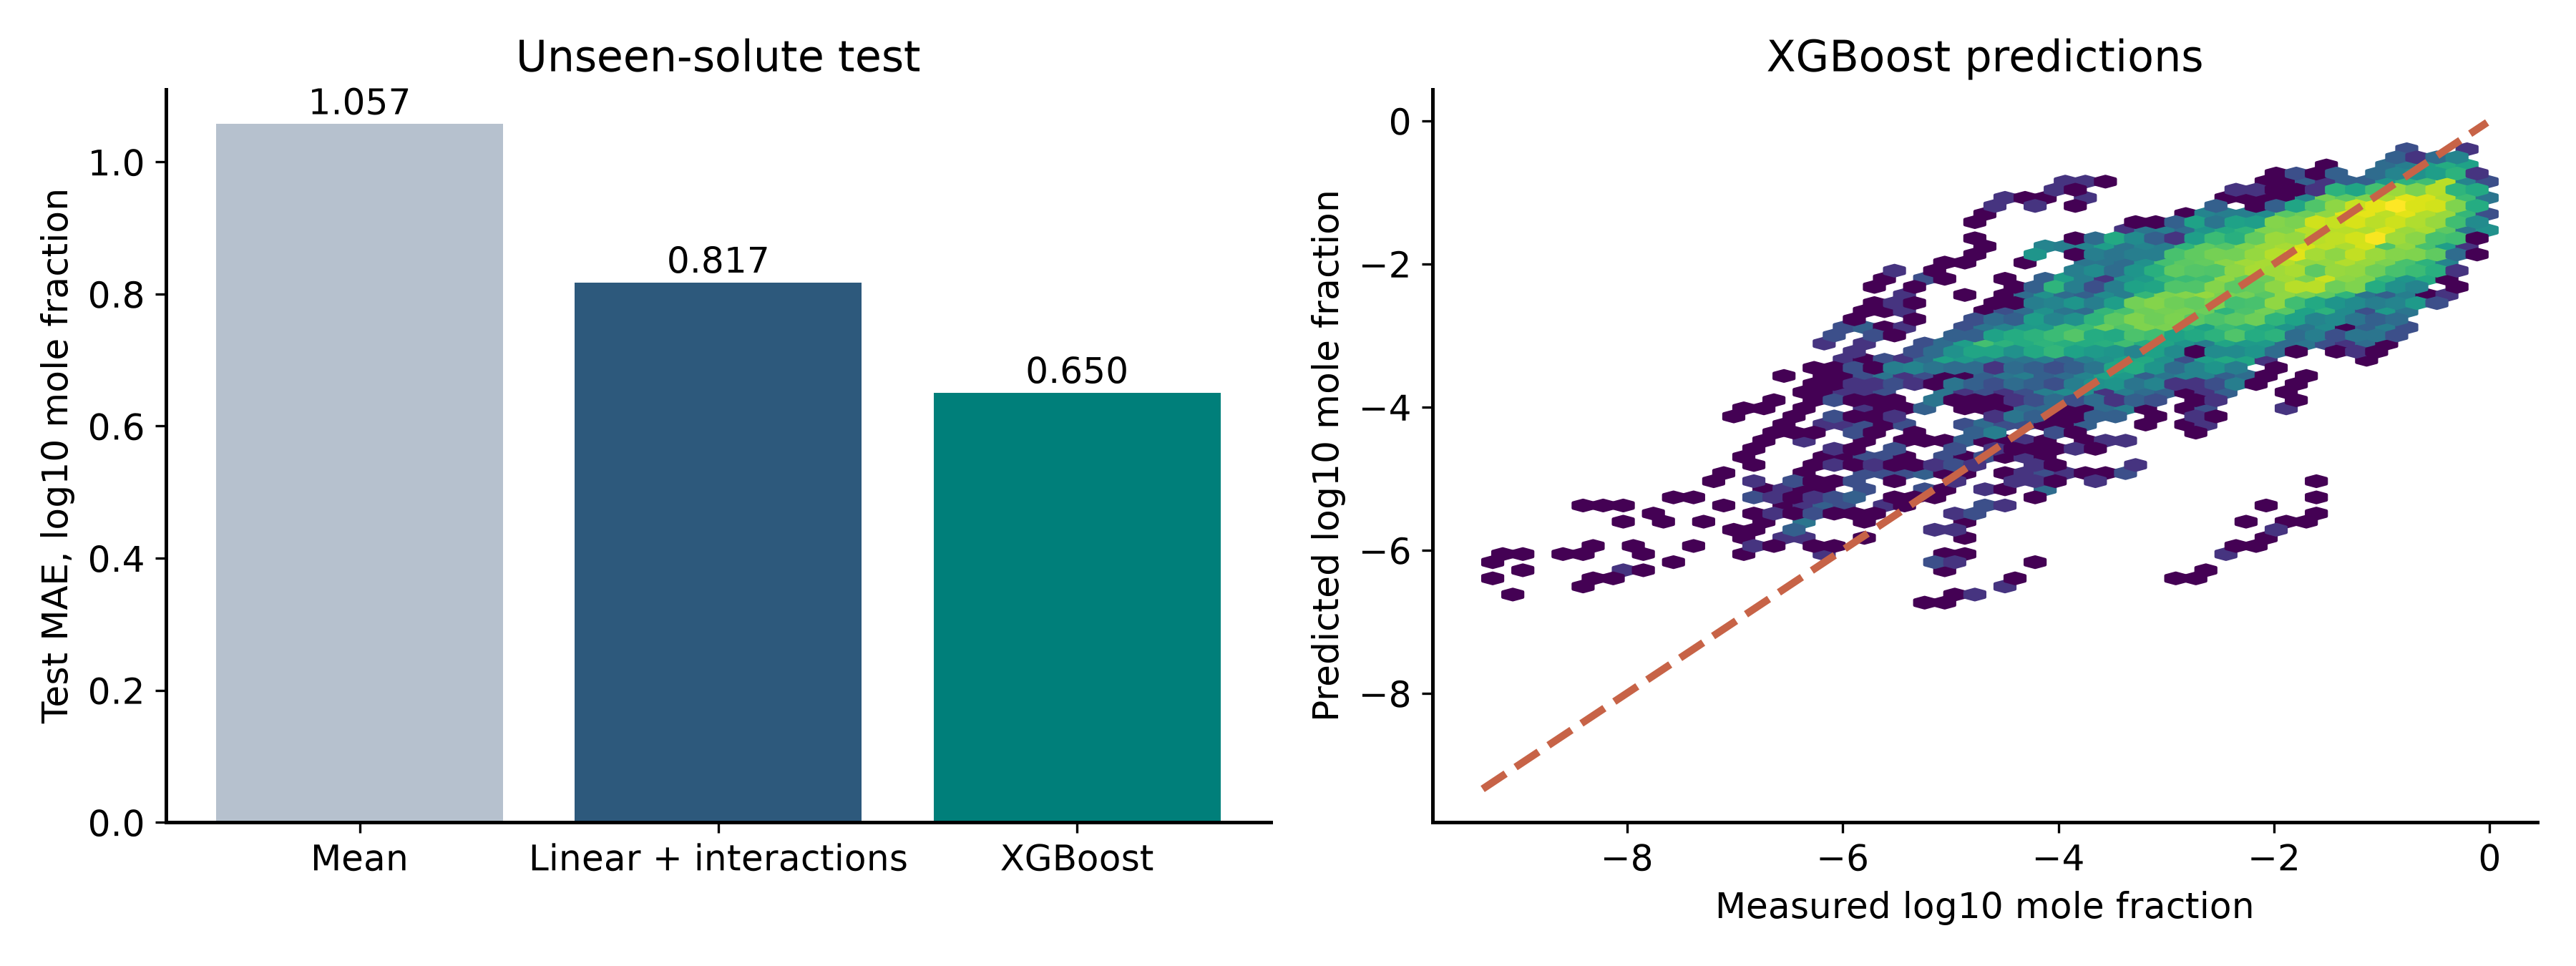 Unseen-solute test
Test MAE, log10 mole fraction
1.0
0.8
0.6
0.4
0.2
0.0
1.057
0.817
0.650
Mean
Linear + interactions
XGBoost
XGBoost predictions
Predicted log10 mole fraction
0
−2
−4
−6
−8
−8
−6
−4
−2
0
Measured log10 mole fraction